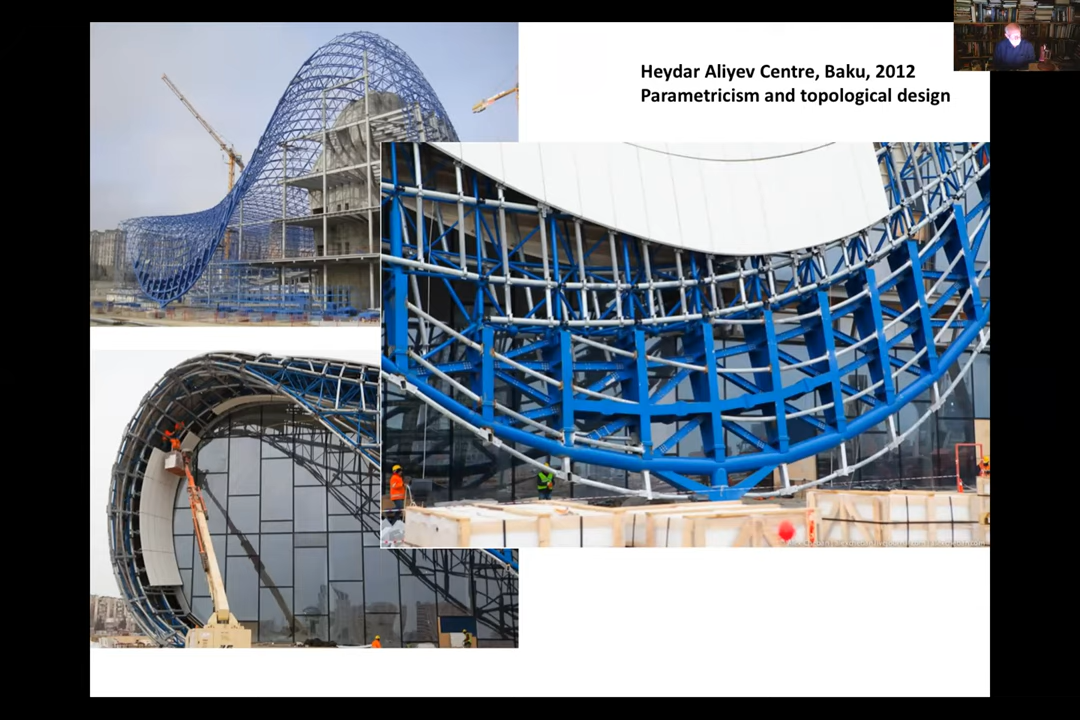 Heydar Aliyev Centre, Baku, 2012
Parametricism and topological design